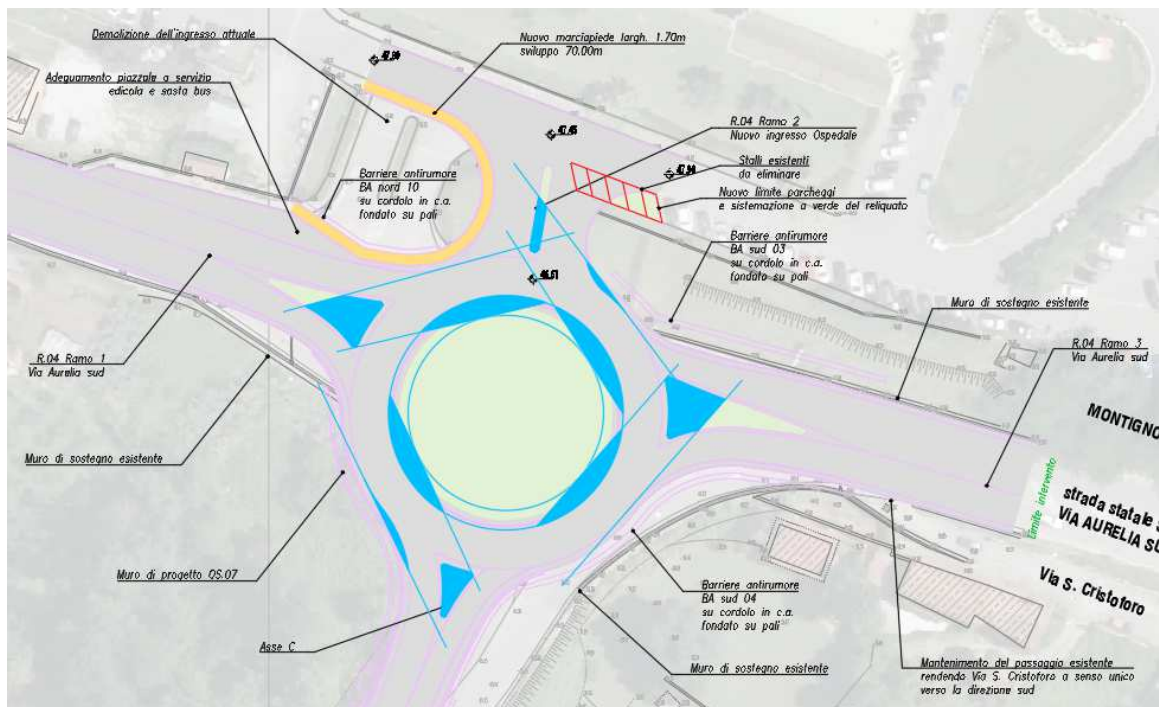 Demolizione dell'ingresso attuale
Nuovo marciapiede largh. 1.70m
sviluppo 70.00m
Adeguamento piazzale a servizio
edicola e sosta bus
R.04 Ramo 2
Nuovo ingresso Ospedale
Stalli esistenti
da eliminare
Nuovo limite parcheggi
e sistemazione a verde del reliquato
Barriere antirumore
BA nord 10
su cordolo in c.a.
fondato su pali
Barriere antirumore
BA sud 03
su cordolo in c.a.
fondato su pali
Muro di sostegno esistente
R.04 Ramo 1
Via Aurelia sud
R.04 Ramo 3
Via Aurelia sud
MONTIGNO
Muro di sostegno esistente
Limite intervento
strada statale
VIA AURELIA SU
Via S. Cristoforo
Muro di progetto OS.07
Barriere antirumore
BA sud 04
su cordolo in c.a.
fondato su pali
Asse C
Muro di sostegno esistente
Mantenimento del passaggio esistente
rendendo Via S. Cristoforo a senso unico
verso la direzione sud